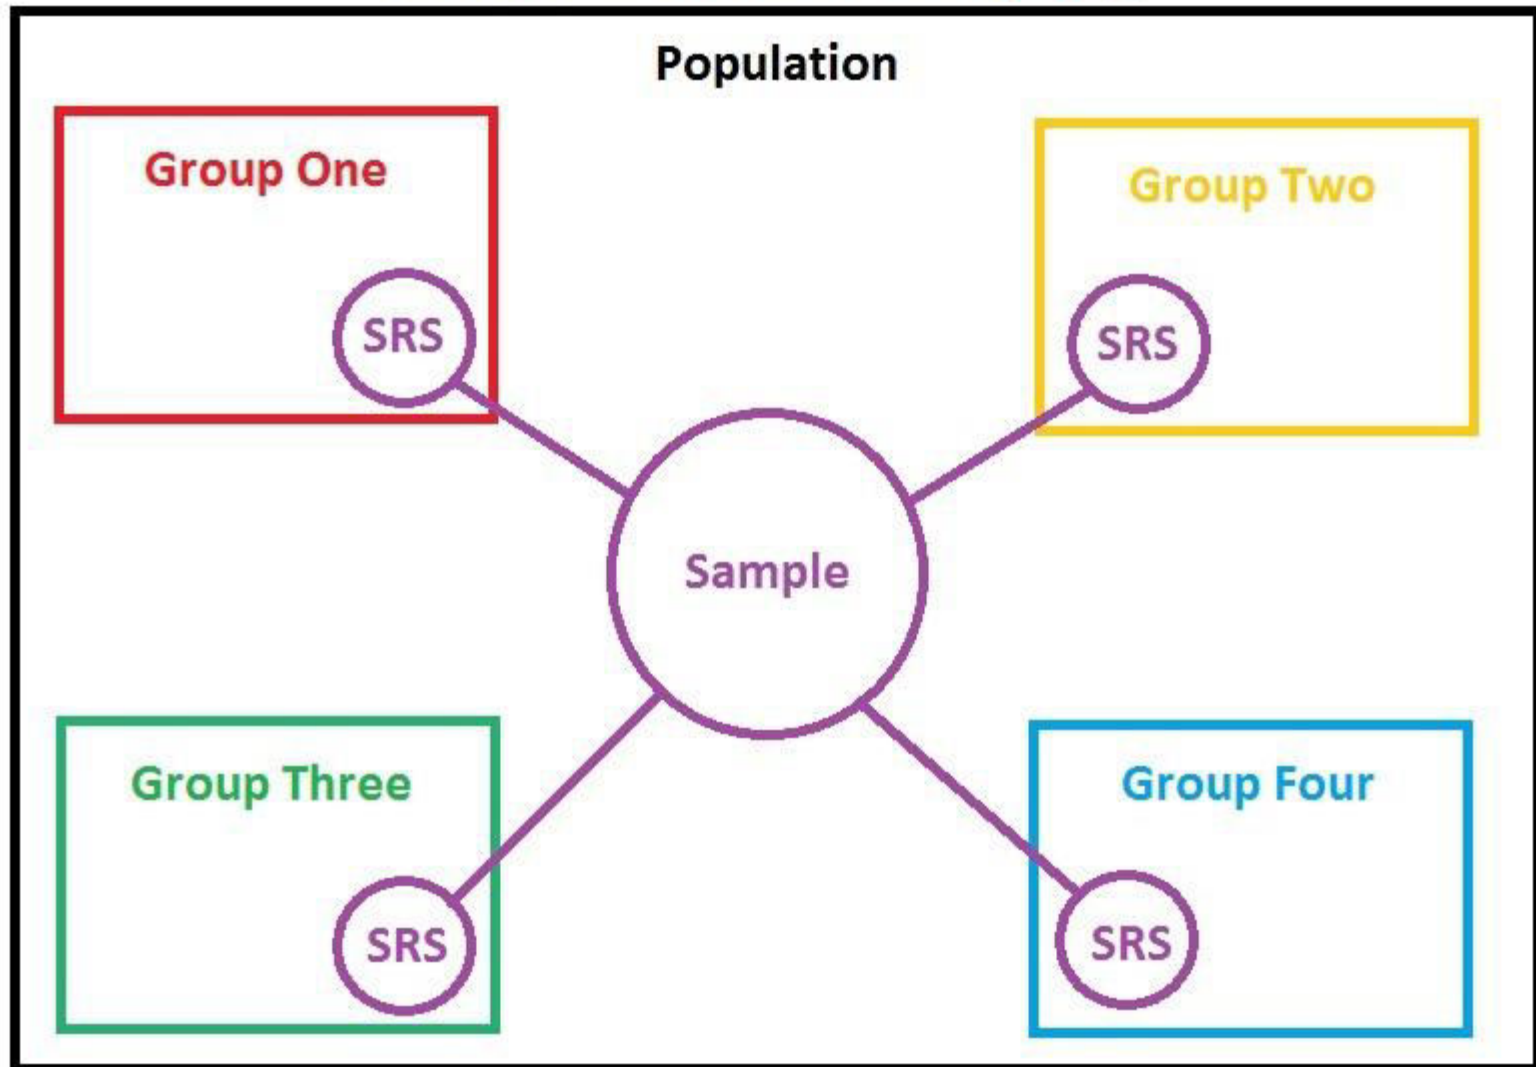 Population
Group One
Group Two
SRS
SRS
Sample
Group Three
Group Four
SRS
SRS